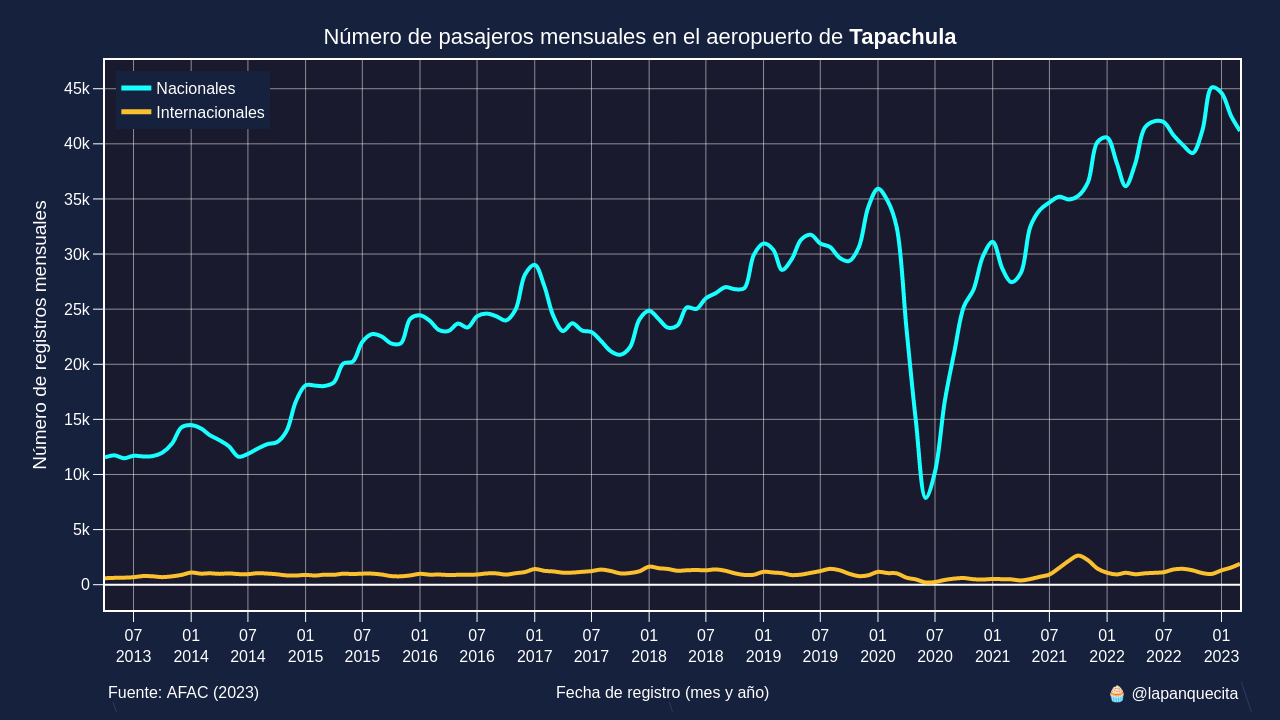 Número de pasajeros mensuales en el aeropuerto de Tapachula
Nacionales
Internacionales
Número de registros mensuales
45k
40k
35k
30k
25k
20k
15k
10k
5k
0
07 01 07 01 07 01 07 01 07 01 07 01 07 01 07 01 07 01 07 01
2013 2014 2014 2015 2015 2016 2016 2017 2017 2018 2018 2019 2019 2020 2020 2021 2021 2022 2022 2023
Fuente: AFAC (2023)
Fecha de registro (mes y año)
🧁 @lapanquecita